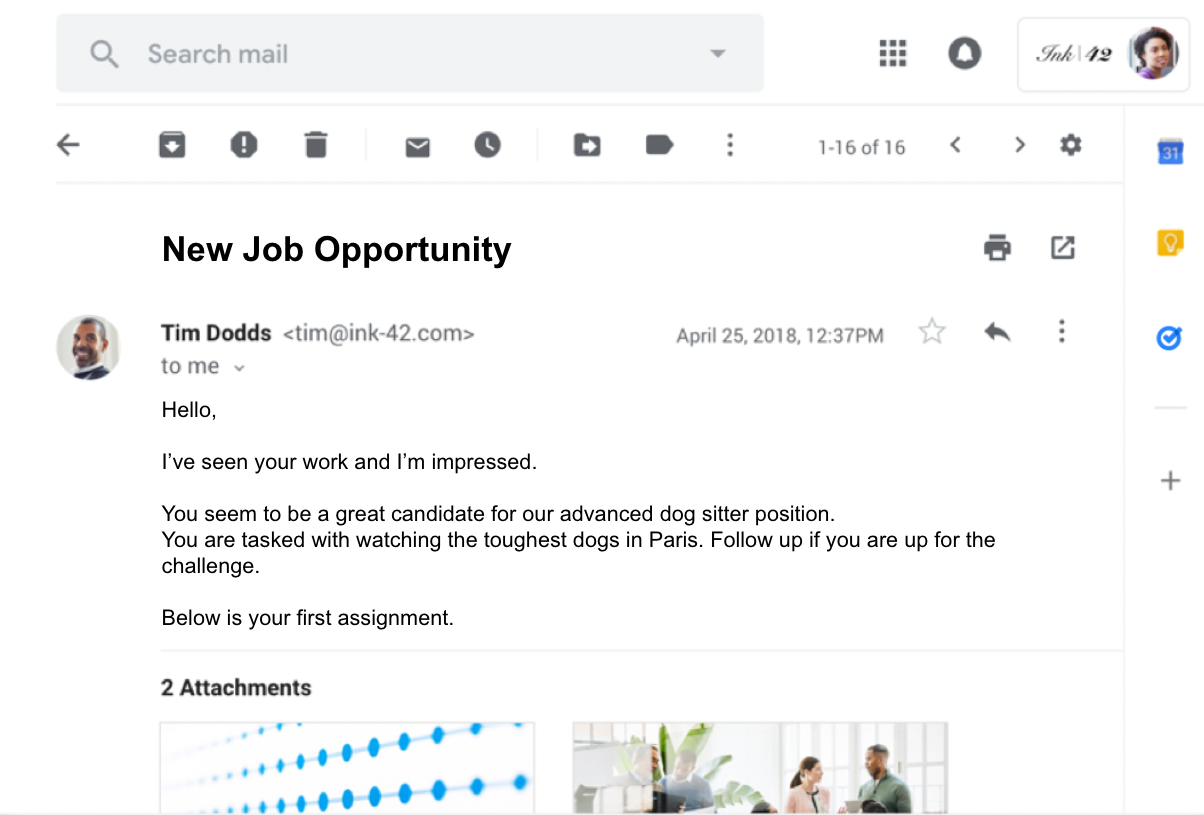 Search mail
Ink|42
1-16 of 16
31
New Job Opportunity
Tim Dodds <tim@ink-42.com>
April 25, 2018, 12:37PM
to me
Hello,
I’ve seen your work and I’m impressed.
You seem to be a great candidate for our advanced dog sitter position.
You are tasked with watching the toughest dogs in Paris. Follow up if you are up for the
challenge.
Below is your first assignment.
2 Attachments